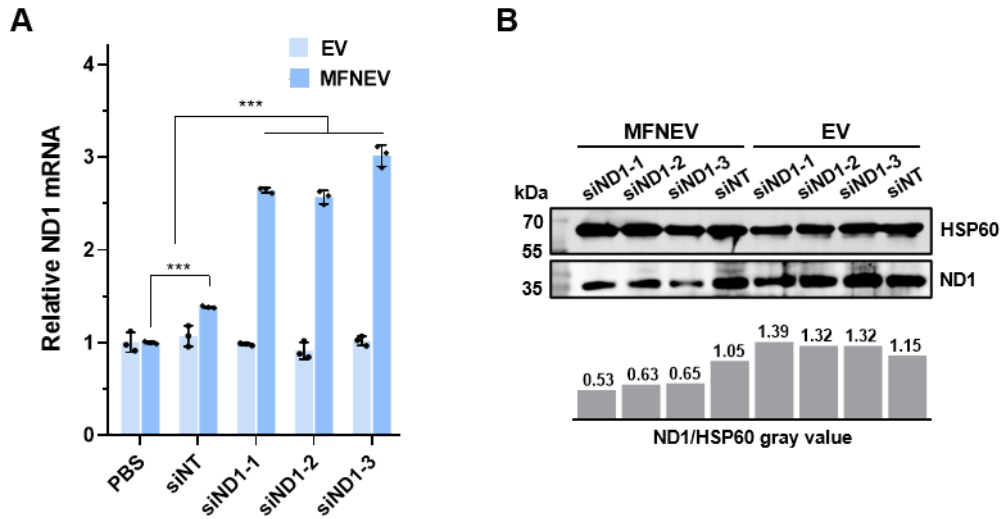 A
EV
MFNEV
Relative ND1 mRNA
4
3
2
1
0
***
***
PBS
siNT
siND1-1
siND1-2
siND1-3
B
MFNEV EV
siND1-1 siND1-2 siND1-3 siNT siND1-1 siND1-2 siND1-3 siNT
kDa
70
55
HSP60
35
ND1
0.53 0.63 0.65 1.05 1.39 1.32 1.32 1.15
ND1/HSP60 gray value